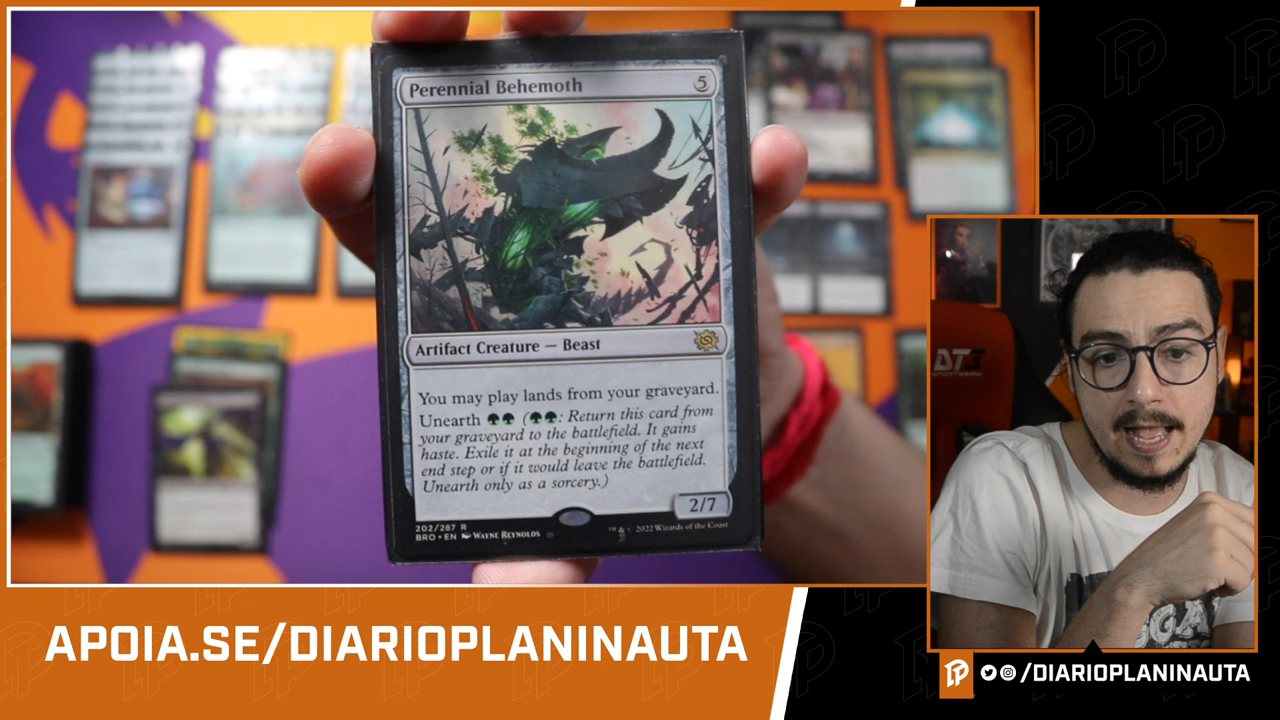 Perennial Behemoth 5
Artifact Creature — Beast
You may play lands from your graveyard.
Unearth (: Return this card from
your graveyard to the battlefield. It gains
haste. Exile it at the beginning of the next
end step or if it would leave the battlefield.
Unearth only as a sorcery.)
2/7
202/287 R
BRO • EN WAYNE REYNOLDS
™ & © 2022 Wizards of the Coast
DT3
APOIA.SE/DIARIOPLANINAUTA
/DIARIOPLANINAUTA